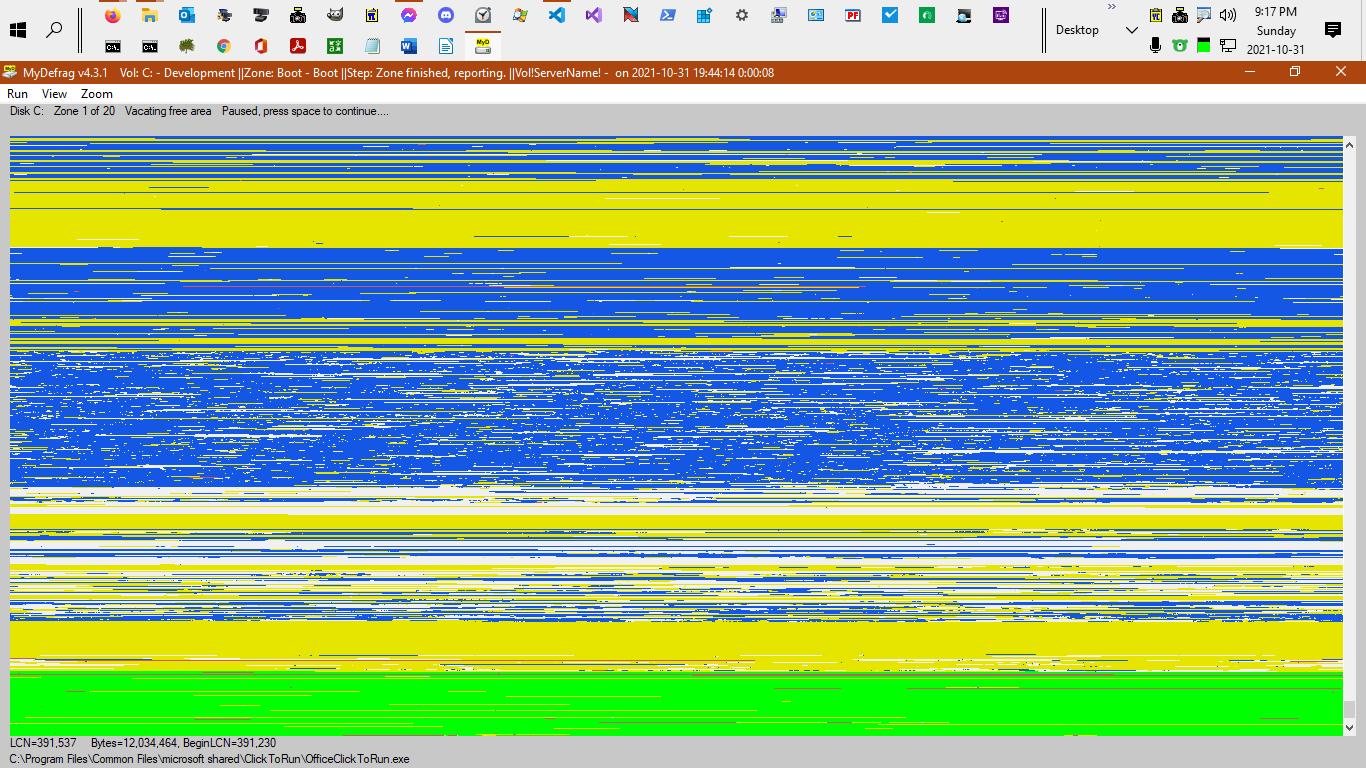 9:17 PM
Desktop
Sunday
2021-10-31
MyDefrag v4.3.1 Vol: C: - Development ||Zone: Boot - Boot ||Step: Zone finished, reporting. ||Vol!ServerName! - on 2021-10-31 19:44:14 0:00:08
Run View Zoom
Disk C: Zone 1 of 20 Vacating free area Paused, press space to continue....
LCN=391,537 Bytes=12,034,464, BeginLCN=391,230
C:\Program Files\Common Files\microsoft shared\ClickToRun\OfficeClickToRun.exe